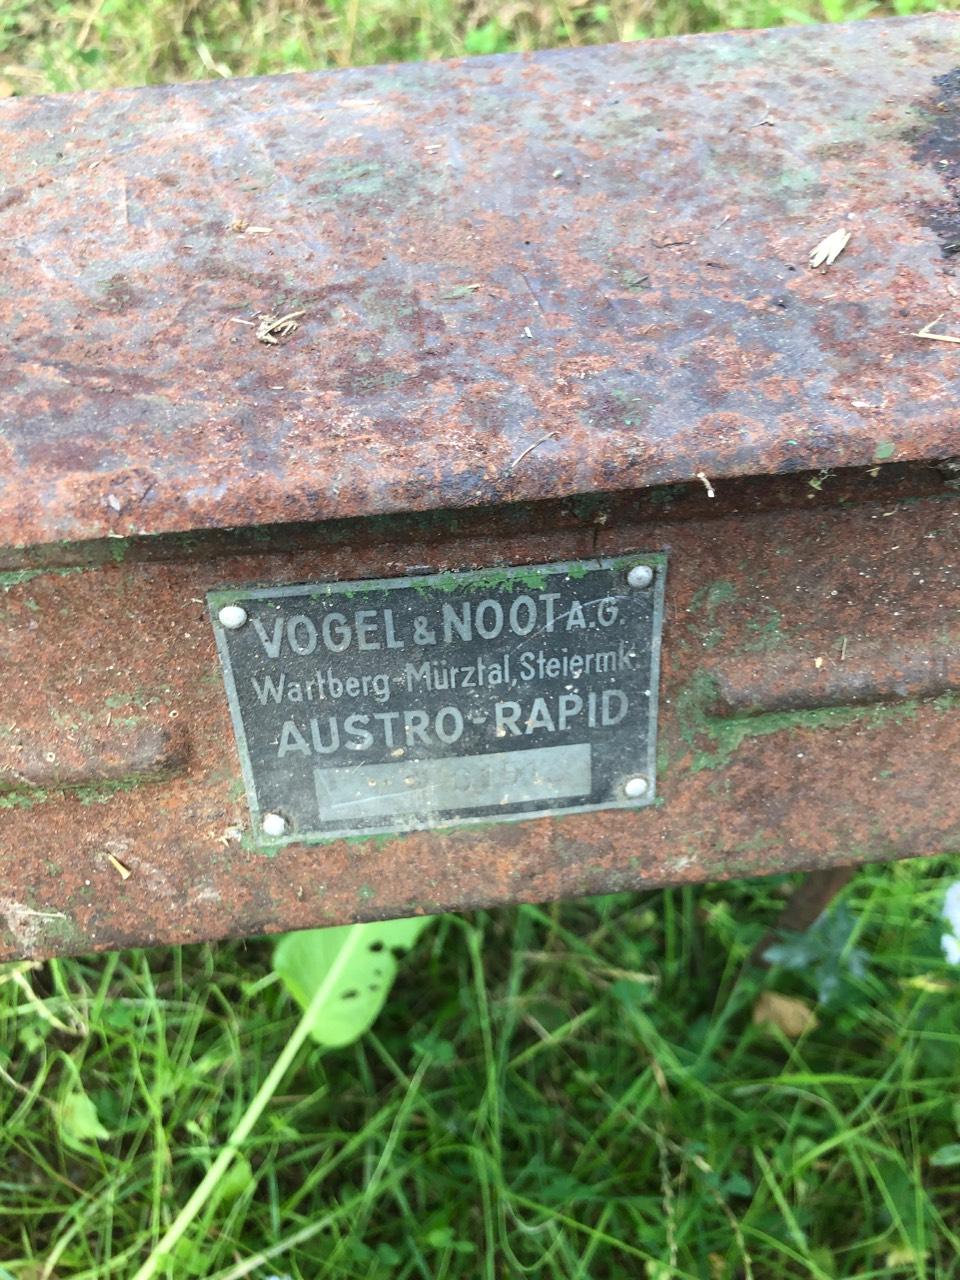 VOGEL & NOOT A.G.
Wartberg-Mürztal, Steiermk.
AUSTRO-RAPID